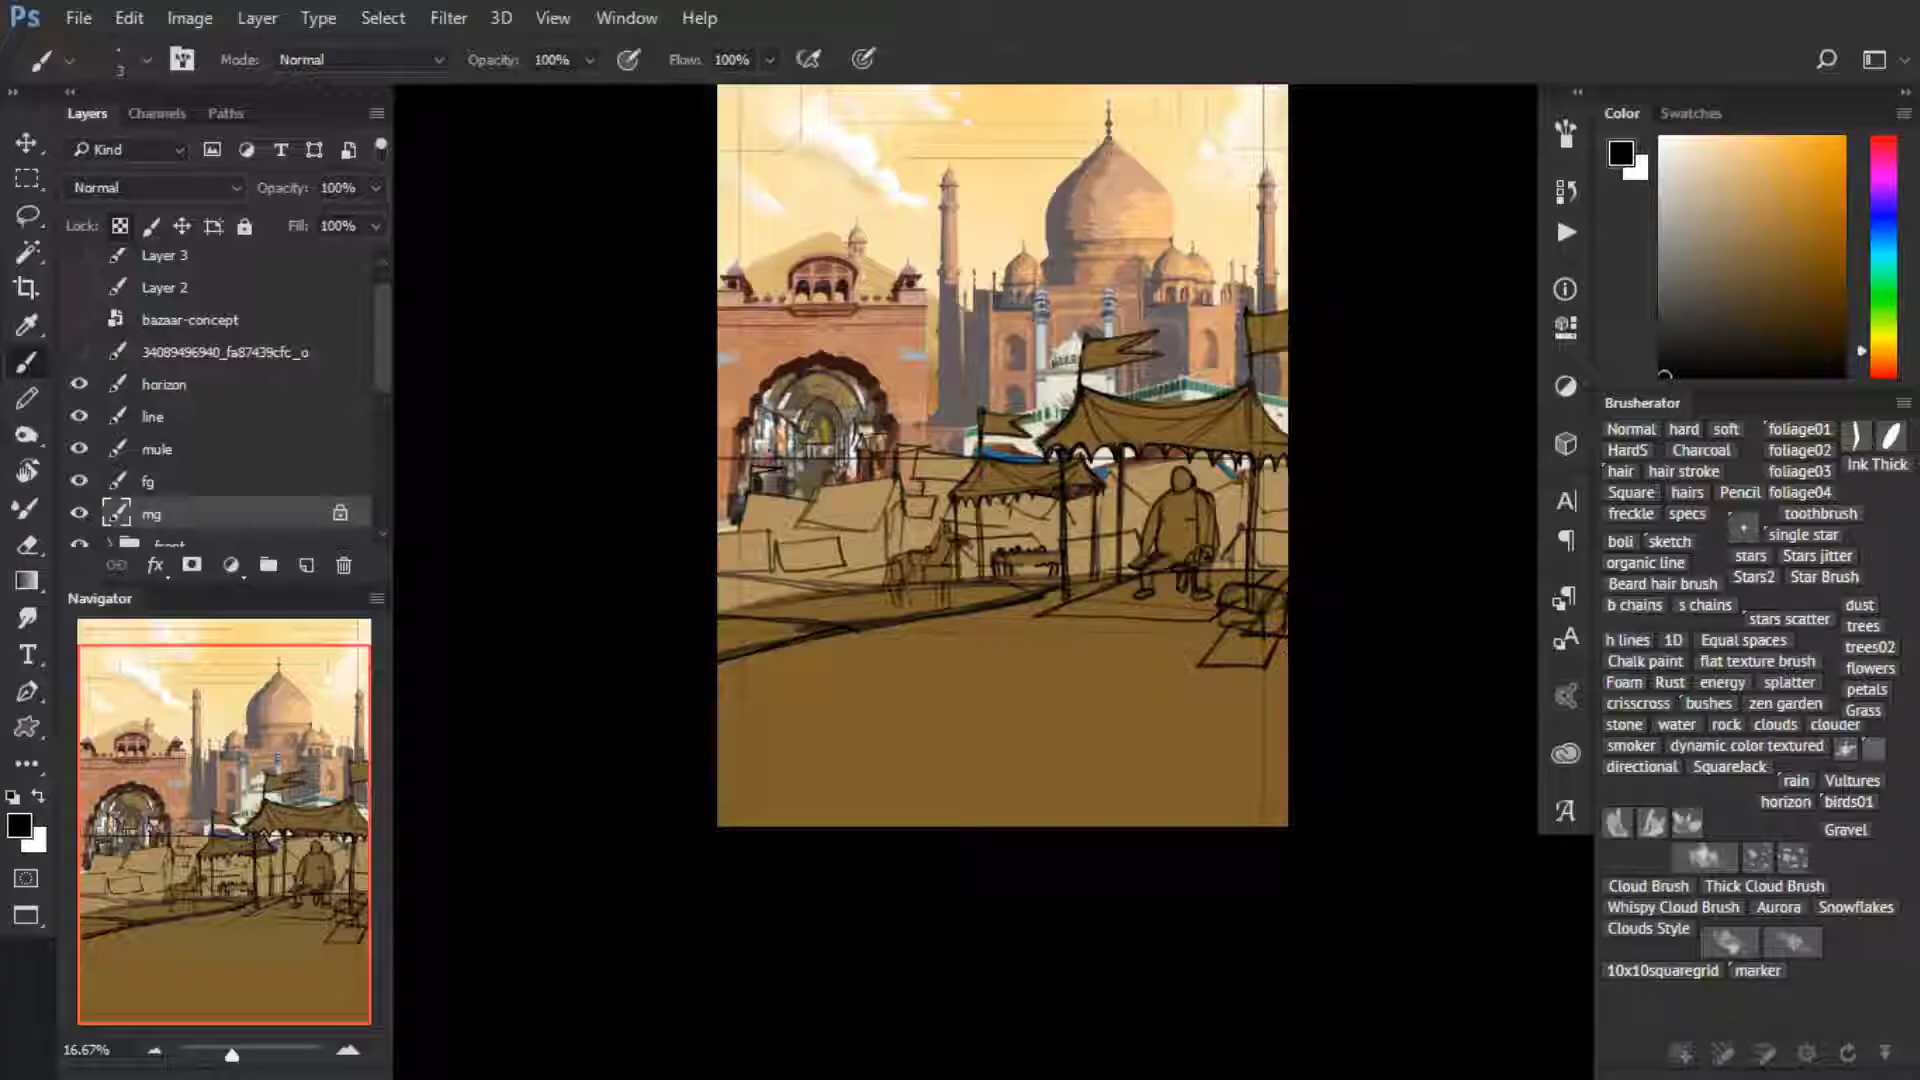 Ps File Edit Image Layer Type Select Filter 3D View Window Help
3 Mode: Normal Opacity: 100% Flow: 100%
Layers Channels Paths
Kind
Normal Opacity: 100%
Lock: Fill: 100%
Layer 3
Layer 2
bazaar-concept
34089496940_fa87439cfc_o
horizon
line
mule
fg
mg
front
fx
Navigator
16.67%
Color Swatches
Brusherator
Normal hard soft foliage01
HardS Charcoal foliage02
hair hair stroke foliage03
Ink Thick
Square hairs Pencil foliage04
freckle specs toothbrush
single star
boli sketch stars Stars jitter
organic line
Beard hair brush Stars2 Star Brush
b chains s chains stars scatter dust
trees
h lines 1D Equal spaces trees02
Chalk paint flat texture brush flowers
Foam Rust energy splatter petals
crisscross bushes zen garden Grass
stone water rock clouds clouder
smoker dynamic color textured
directional SquareJack
rain Vultures
horizon birds01
Gravel
Cloud Brush Thick Cloud Brush
Whispy Cloud Brush Aurora Snowflakes
Clouds Style
10x10squaregrid marker